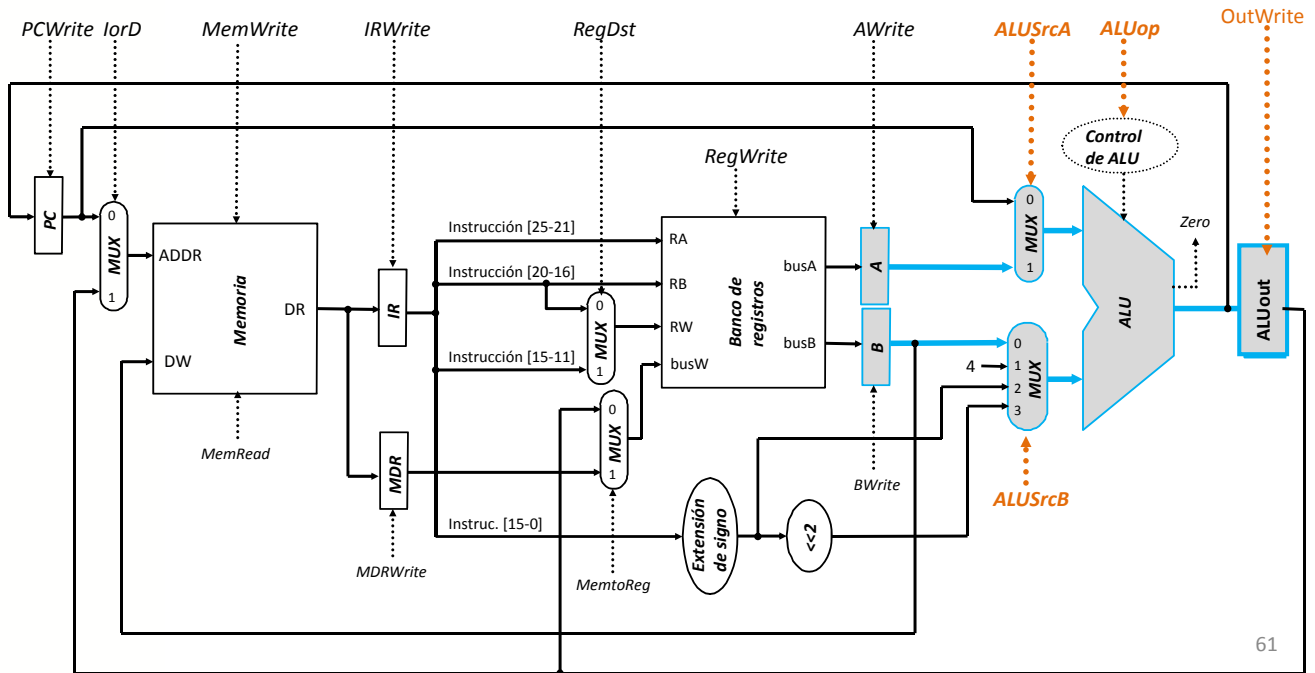 PCWrite IorD MemWrite IRWrite RegDst AWrite ALUSrcA ALUop OutWrite
Control
de ALU
RegWrite
PC
0
MUX
1
ADDR
Memoria
DR
DW
MemRead
IR
MDR
MDRWrite
Instrucción [25-21]
Instrucción [20-16]
Instrucción [15-11]
Instruc. [15-0]
0
MUX
1
0
MUX
1
MemtoReg
RA
RB
RW
busW
Banco de
registros
busA
busB
A
B
BWrite
Extensión
de signo
<<2
0
MUX
1
4
0
1
2
3
MUX
ALUSrcB
ALU
Zero
ALUout
61